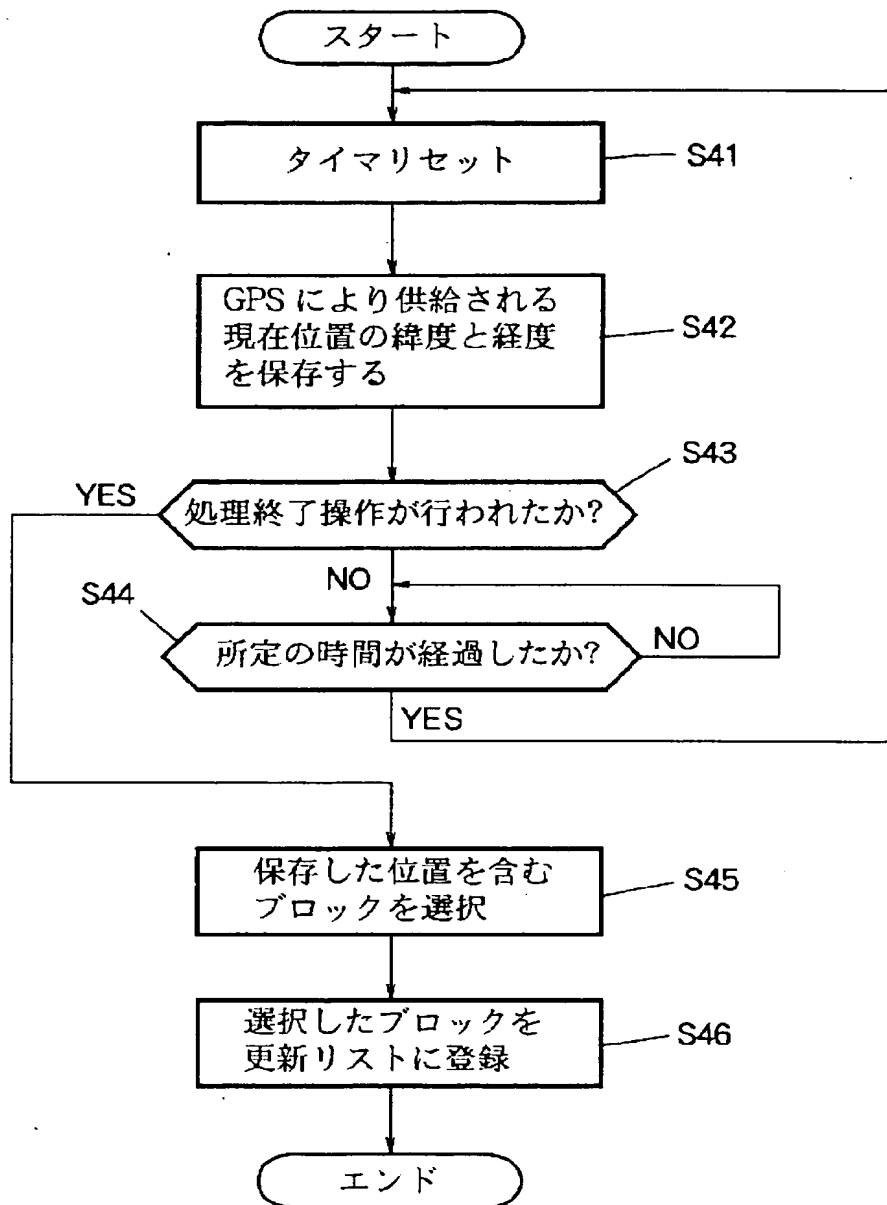 スタート
タイマリセット
S41
GPSにより供給される
現在位置の緯度と経度
を保存する
S42
S43
YES
処理終了操作が行われたか?
NO
S44
所定の時間が経過したか?
NO
YES
保存した位置を含む
ブロックを選択
S45
選択したブロックを
更新リストに登録
S46
エンド